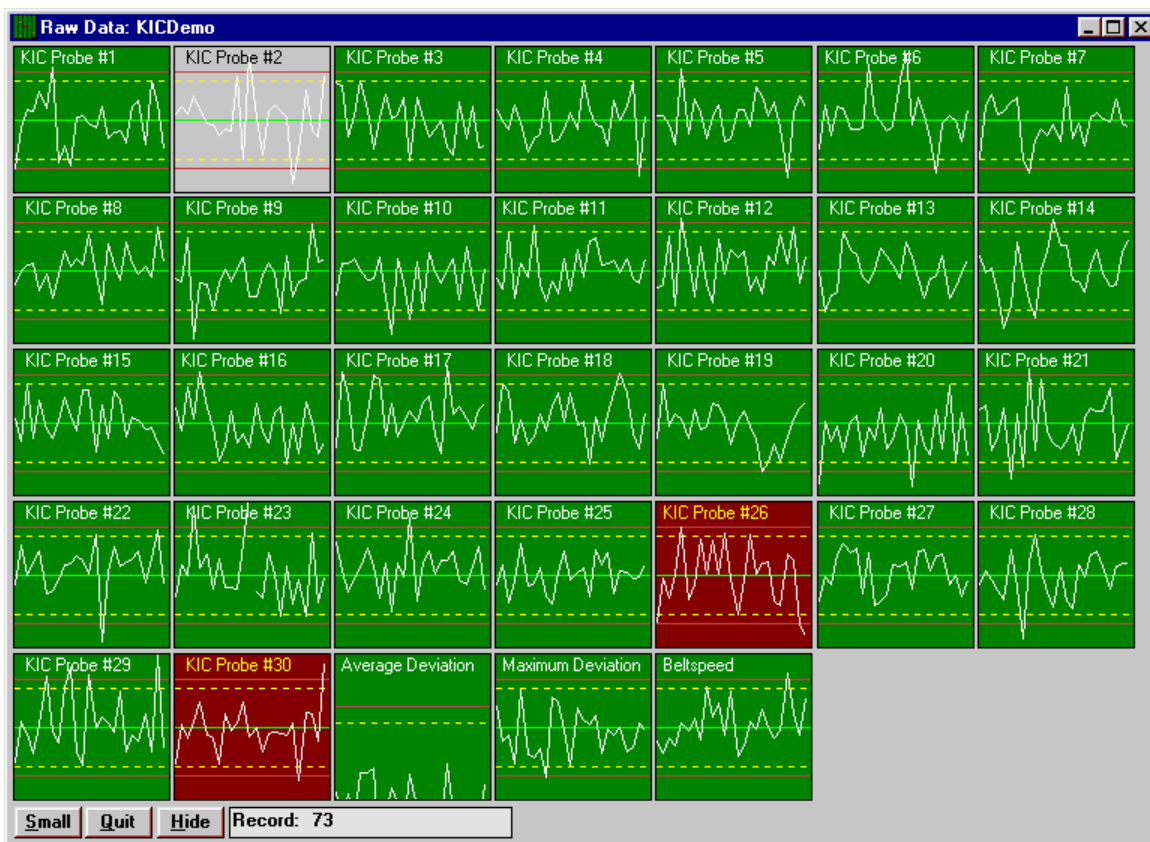 Raw Data: KICDemo
KIC Probe #1
KIC Probe #2
KIC Probe #3
KIC Probe #4
KIC Probe #5
KIC Probe #6
KIC Probe #7
KIC Probe #8
KIC Probe #9
KIC Probe #10
KIC Probe #11
KIC Probe #12
KIC Probe #13
KIC Probe #14
KIC Probe #15
KIC Probe #16
KIC Probe #17
KIC Probe #18
KIC Probe #19
KIC Probe #20
KIC Probe #21
KIC Probe #22
KIC Probe #23
KIC Probe #24
KIC Probe #25
KIC Probe #26
KIC Probe #27
KIC Probe #28
KIC Probe #29
KIC Probe #30
Average Deviation
Maximum Deviation
Beltspeed
Small
Quit
Hide
Record: 73